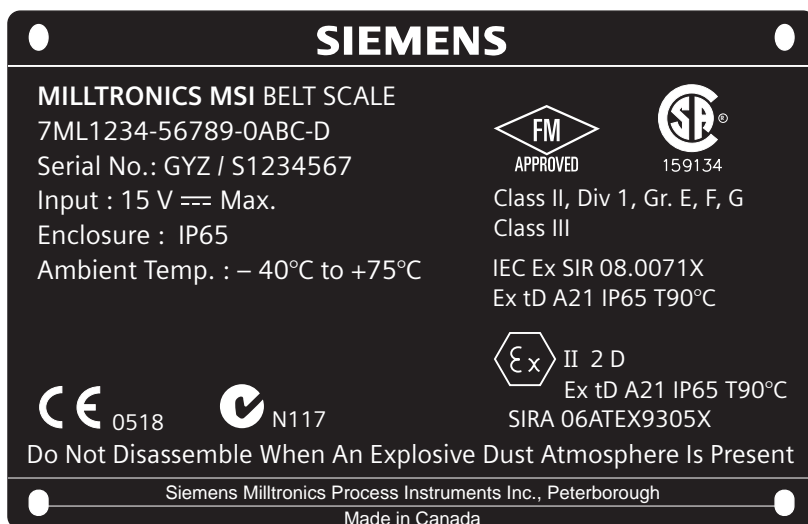 SIEMENS
MILLTRONICS MSI BELT SCALE
7ML1234-56789-0ABC-D
Serial No.: GYZ / S1234567
Input : 15 V ⎓ Max.
Enclosure : IP65
Ambient Temp. : – 40°C to +75°C
FM
APPROVED
SA ®
159134
Class II, Div 1, Gr. E, F, G
Class III
IEC Ex SIR 08.0071X
Ex tD A21 IP65 T90°C
Ex II 2 D
Ex tD A21 IP65 T90°C
SIRA 06ATEX9305X
CE 0518
N117
Do Not Disassemble When An Explosive Dust Atmosphere Is Present
Siemens Milltronics Process Instruments Inc., Peterborough
Made in Canada